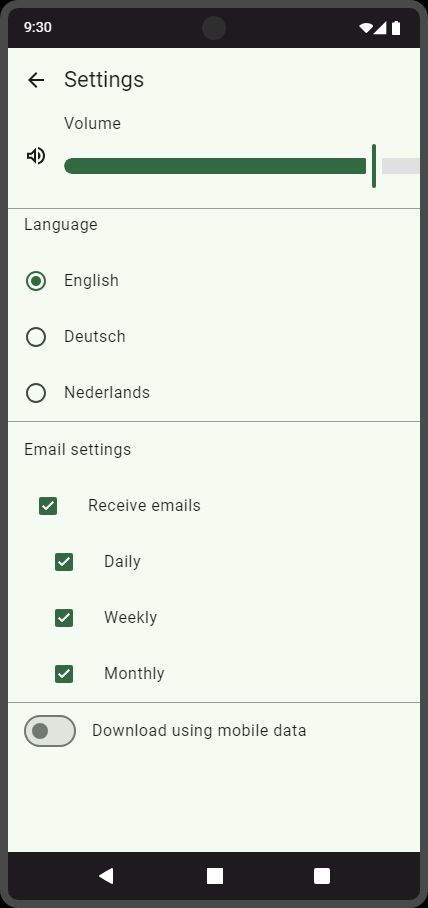 9:30
Settings
Volume
Language
English
Deutsch
Nederlands
Email settings
Receive emails
Daily
Weekly
Monthly
Download using mobile data